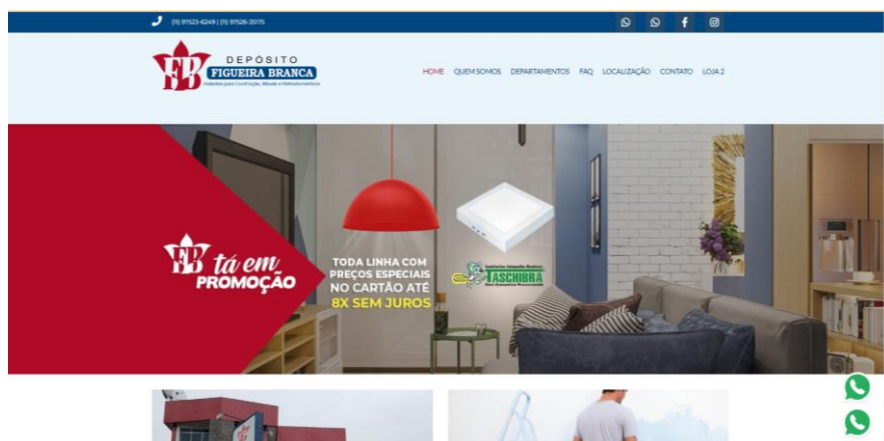 (11) 97523-6249 | (11) 97526-25175
DEPÓSITO
FIGUEIRA BRANCA
HOME QUEM SOMOS DEPARTAMENTOS FAQ LOCALIZAÇÃO CONTATO LOJA 2
FB tá em
PROMOÇÃO
TODA LINHA COM
PREÇOS ESPECIAIS
NO CARTÃO ATÉ
8X SEM JUROS
TASCHIBRA